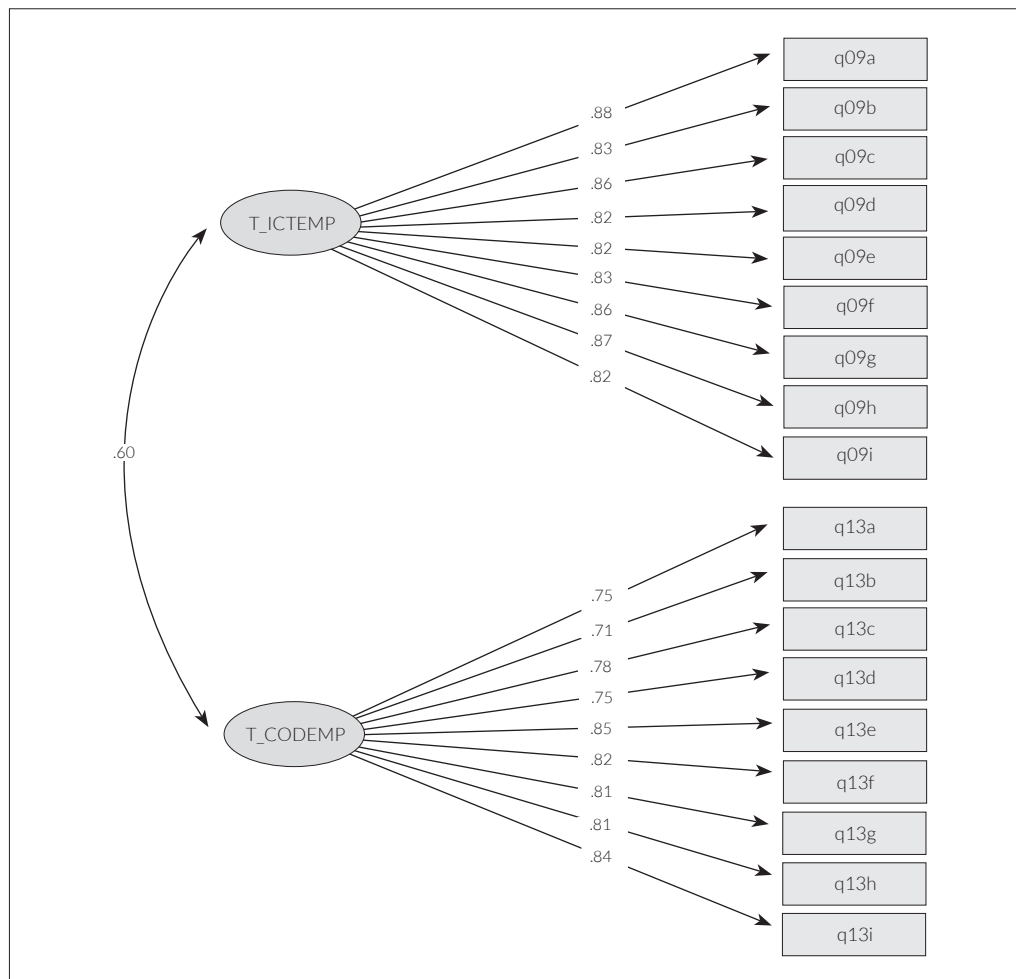 q09a
q09b
q09c
q09d
q09e
q09f
q09g
q09h
q09i
.88
.83
.86
.82
.82
.83
.86
.87
.82
T_ICTEMP
.60
q13a
q13b
q13c
q13d
q13e
q13f
q13g
q13h
q13i
.75
.71
.78
.75
.85
.82
.81
.81
.84
T_CODEMP